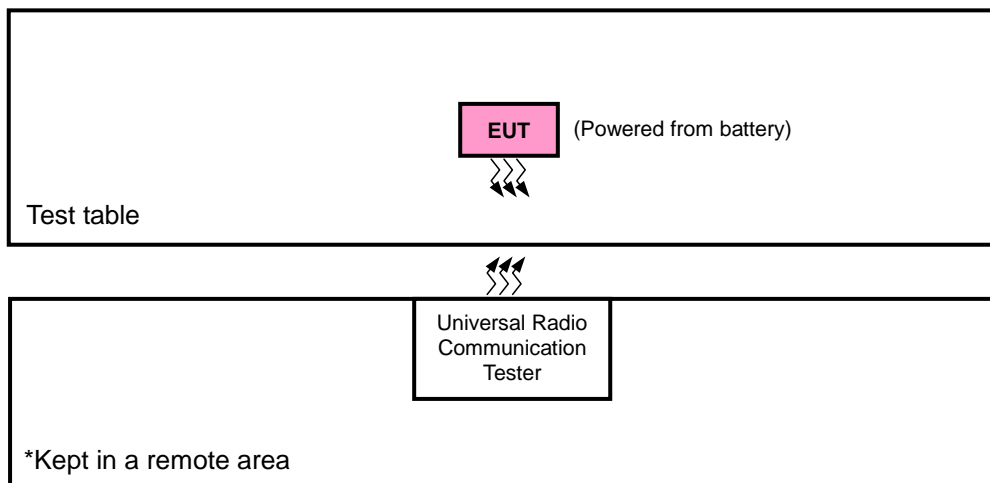 EUT
(Powered from battery)
Test table
Universal Radio
Communication
Tester
*Kept in a remote area